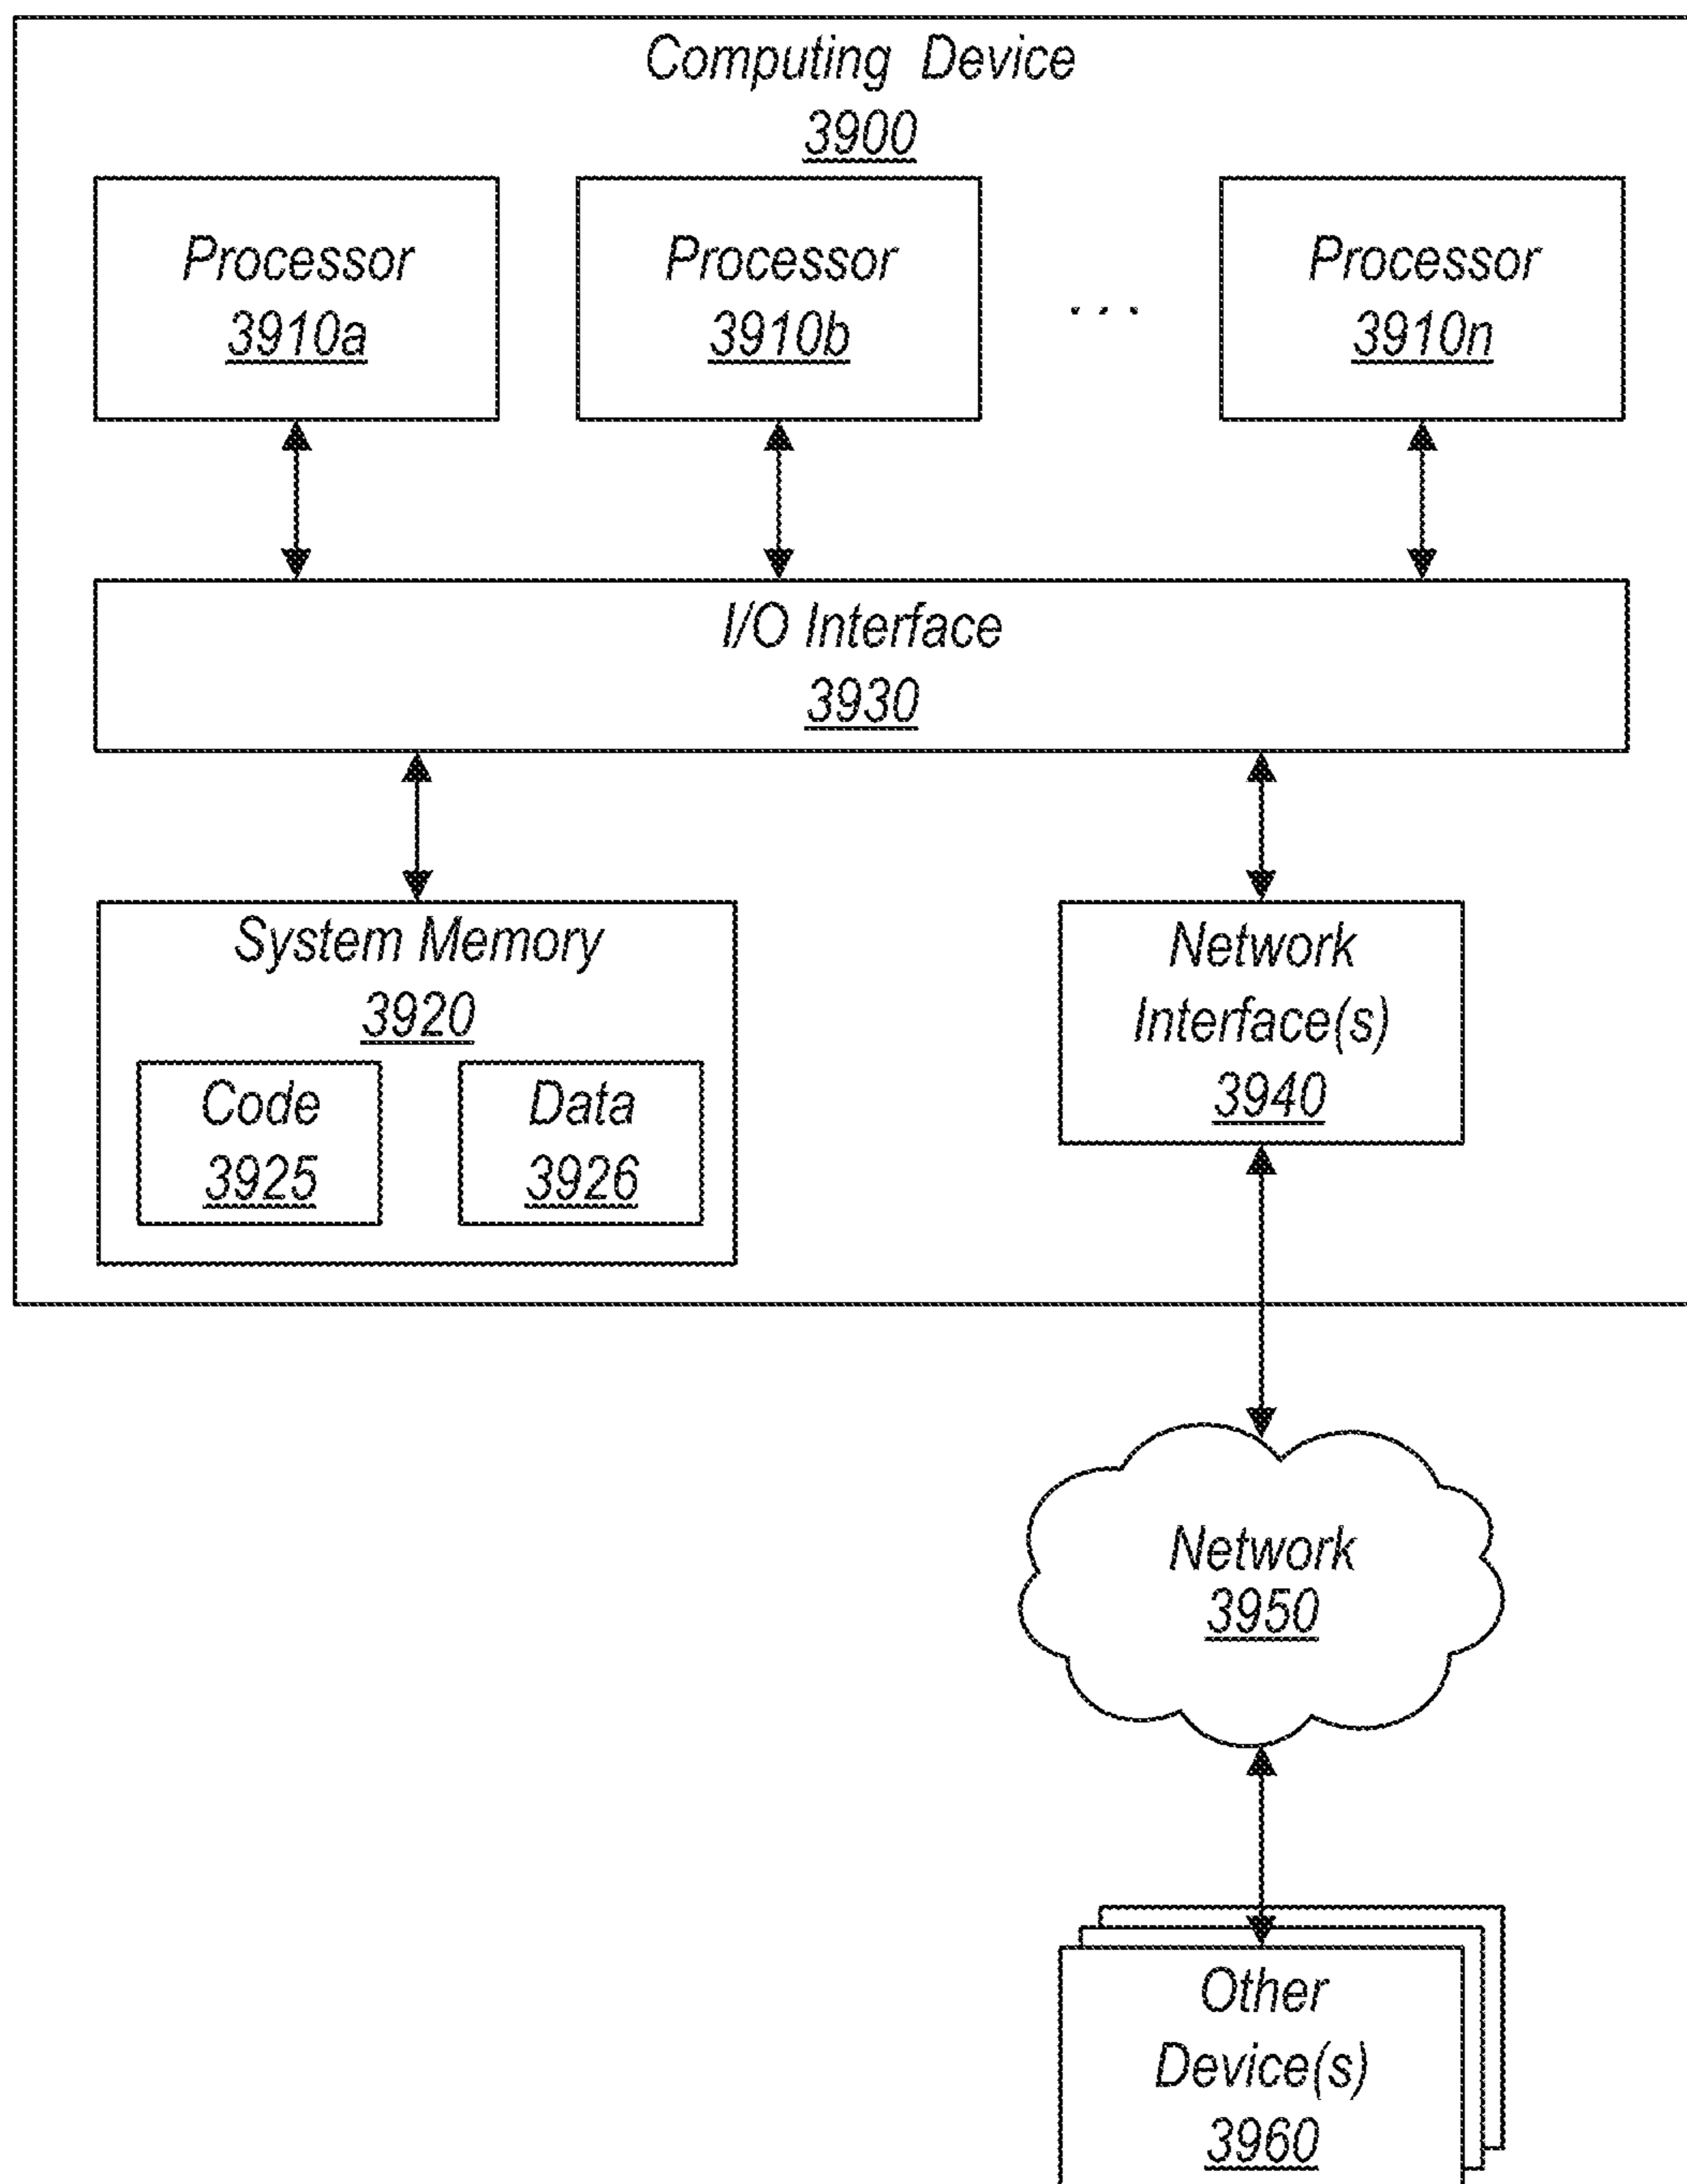 Computing Device
3900
Processor
3910a
Processor
3910b
. . .
Processor
3910n
I/O Interface
3930
System Memory
3920
Code
3925
Data
3926
Network
Interface(s)
3940
Network
3950
Other
Device(s)
3960